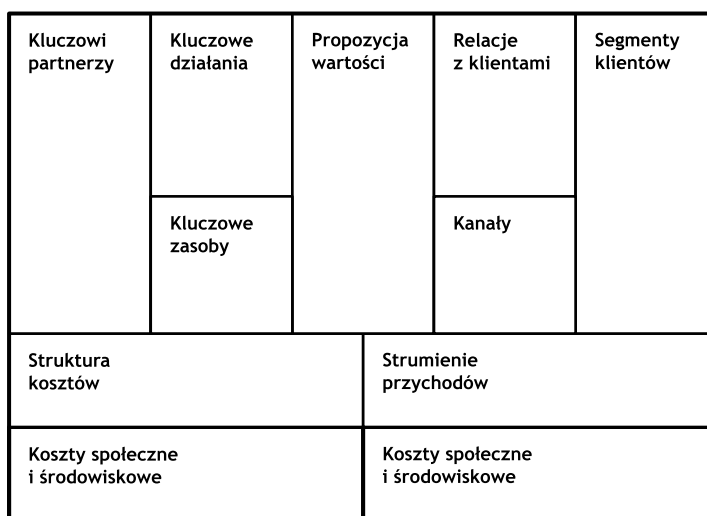 Kluczowi
partnerzy
Kluczowe
działania
Kluczowe
zasoby
Propozycja
wartości
Relacje
z klientami
Kanały
Segmenty
klientów
Struktura
kosztów
Strumienie
przychodów
Koszty społeczne
i środowiskowe
Koszty społeczne
i środowiskowe